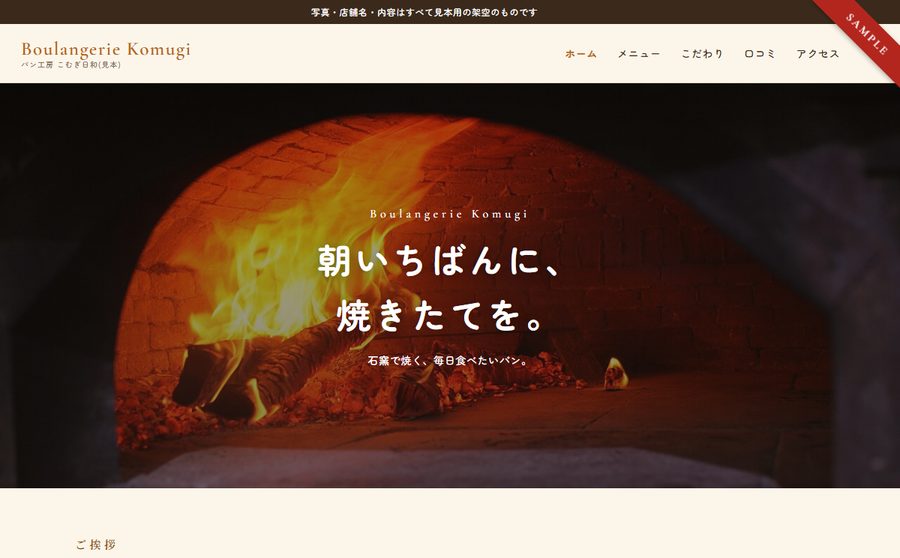 写真・店舗名・内容はすべて見本用の架空のものです
SAMPLE
Boulangerie Komugi
パン工房 こむぎ日和(見本)
ホーム メニュー こだわり 口コミ アクセス
Boulangerie Komugi
朝いちばんに、
焼きたてを。
石窯で焼く、毎日食べたいパン。
ご挨拶